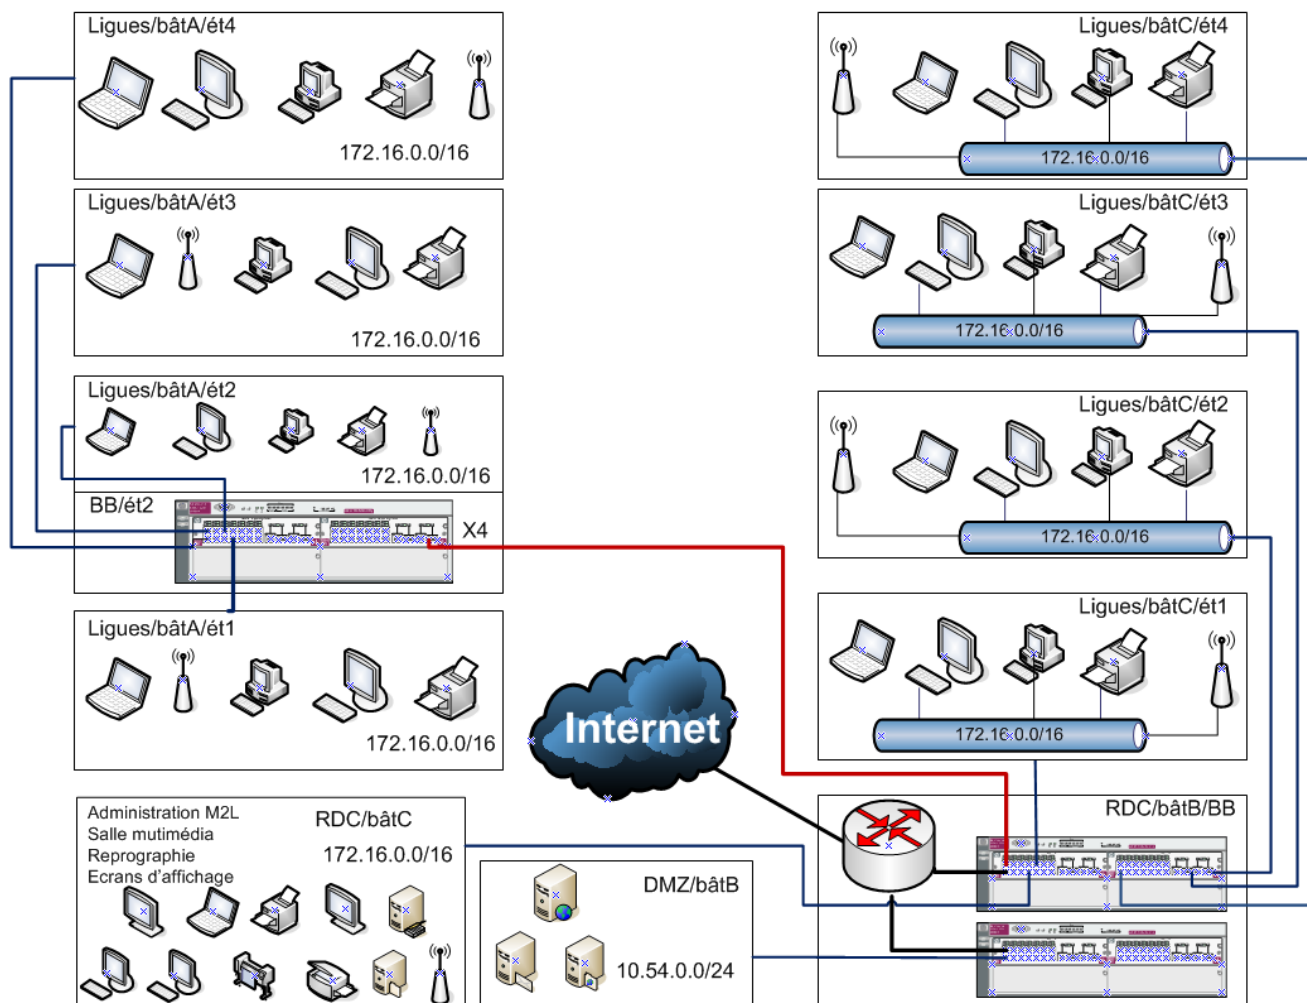 Ligues/bâtA/ét4
172.16.0.0/16
Ligues/bâtA/ét3
172.16.0.0/16
Ligues/bâtA/ét2
172.16.0.0/16
BB/ét2
X4
Ligues/bâtA/ét1
172.16.0.0/16
Administration M2L
Salle mutimédia
Reprographie
Ecrans d'affichage
RDC/bâtC
172.16.0.0/16
Internet
DMZ/bâtB
10.54.0.0/24
Ligues/bâtC/ét4
172.16.0.0/16
Ligues/bâtC/ét3
172.16.0.0/16
Ligues/bâtC/ét2
172.16.0.0/16
Ligues/bâtC/ét1
172.16.0.0/16
RDC/bâtB/BB